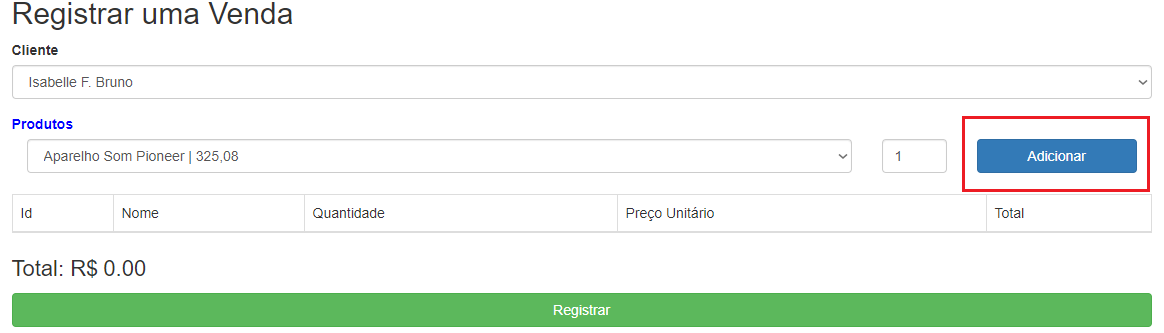 Registrar uma Venda
Cliente
Isabelle F. Bruno
Produtos
Aparelho Som Pioneer | 325,08 1 Adicionar
Id Nome Quantidade Preço Unitário Total
Total: R$ 0.00
Registrar